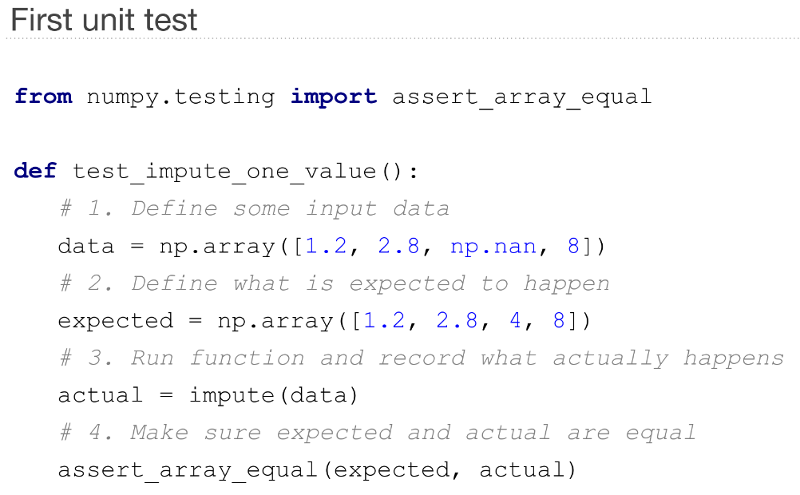 First unit test
from numpy.testing import assert_array_equal
def test_impute_one_value():
# 1. Define some input data
data = np.array([1.2, 2.8, np.nan, 8])
# 2. Define what is expected to happen
expected = np.array([1.2, 2.8, 4, 8])
# 3. Run function and record what actually happens
actual = impute(data)
# 4. Make sure expected and actual are equal
assert_array_equal(expected, actual)